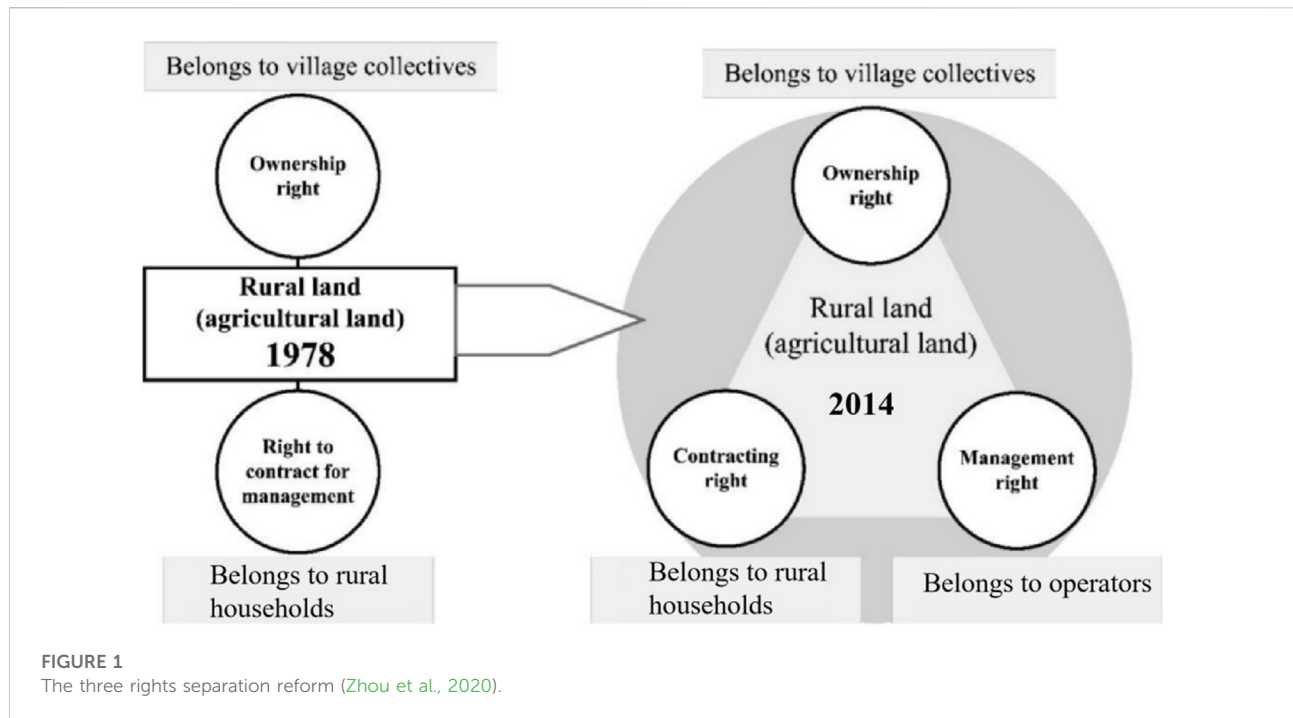 Belongs to village collectives
Ownership
right
Rural land
(agricultural land)
1978
Right to
contract for
management
Belongs to rural
households
Belongs to village collectives
Ownership
right
Rural land
(agricultural land)
2014
Contracting
right
Management
right
Belongs to rural
households
Belongs to operators
FIGURE 1
The three rights separation reform (Zhou et al., 2020).